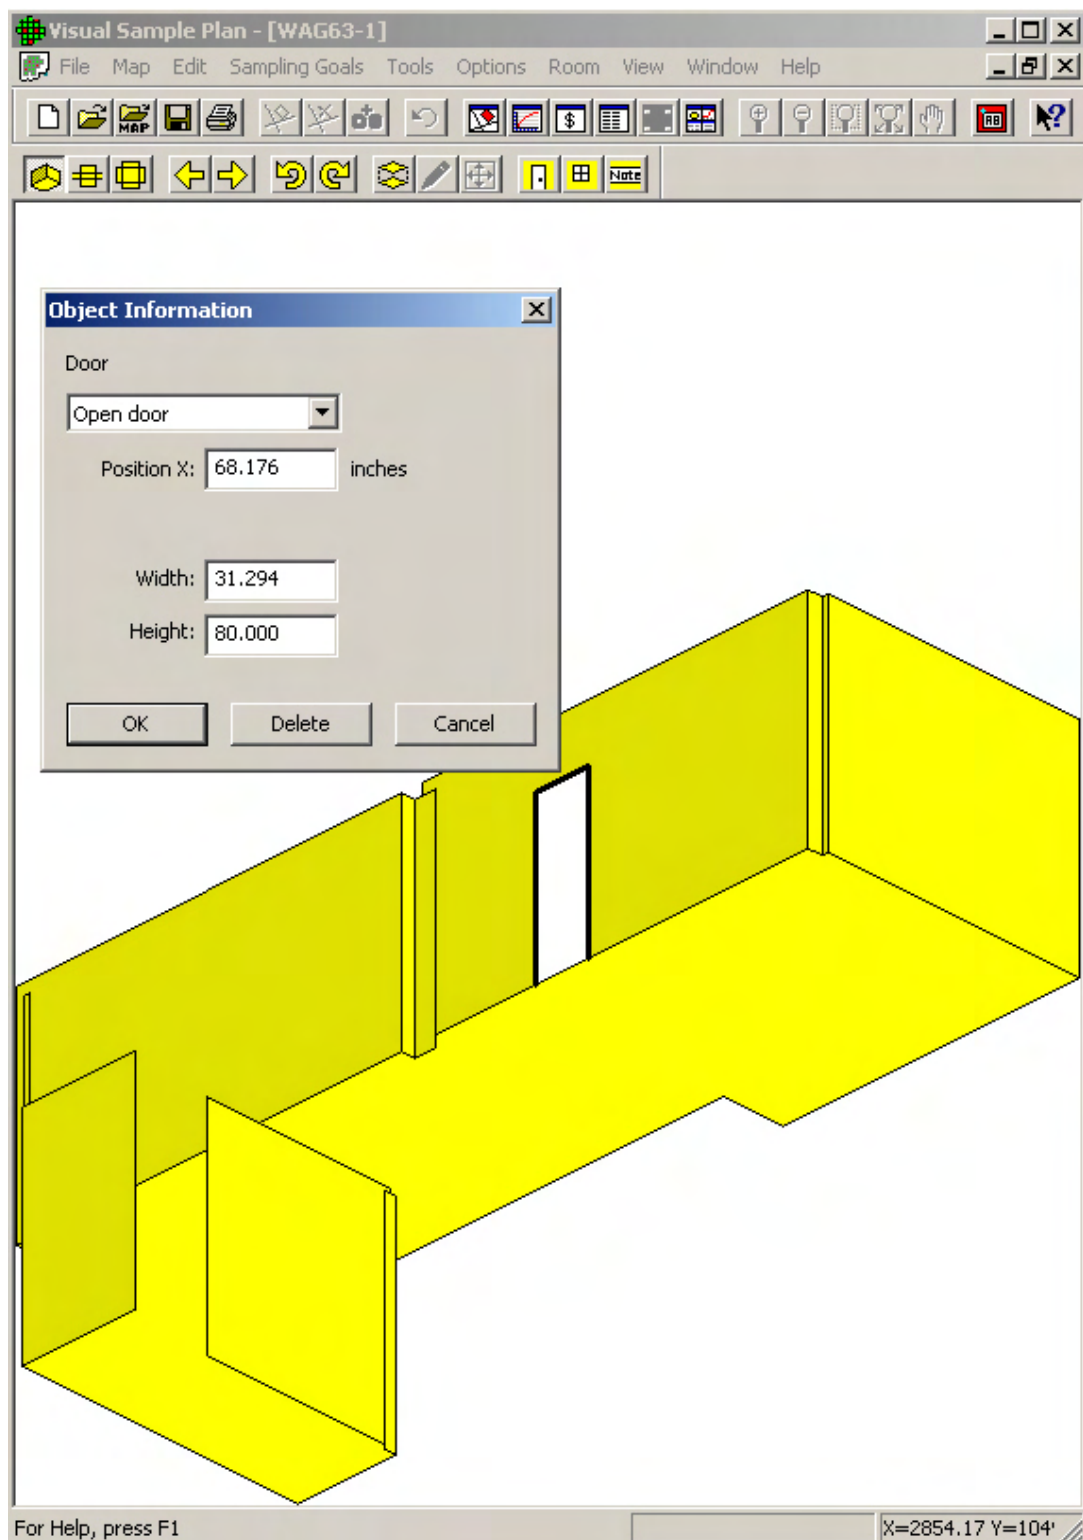 Visual Sample Plan - [WAG63-1]
File Map Edit Sampling Goals Tools Options Room View Window Help
MAP $ AB ?
Note
Object Information
Door
Open door
Position X: 68.176 inches
Width: 31.294
Height: 80.000
OK Delete Cancel
For Help, press F1 X=2854.17 Y=104